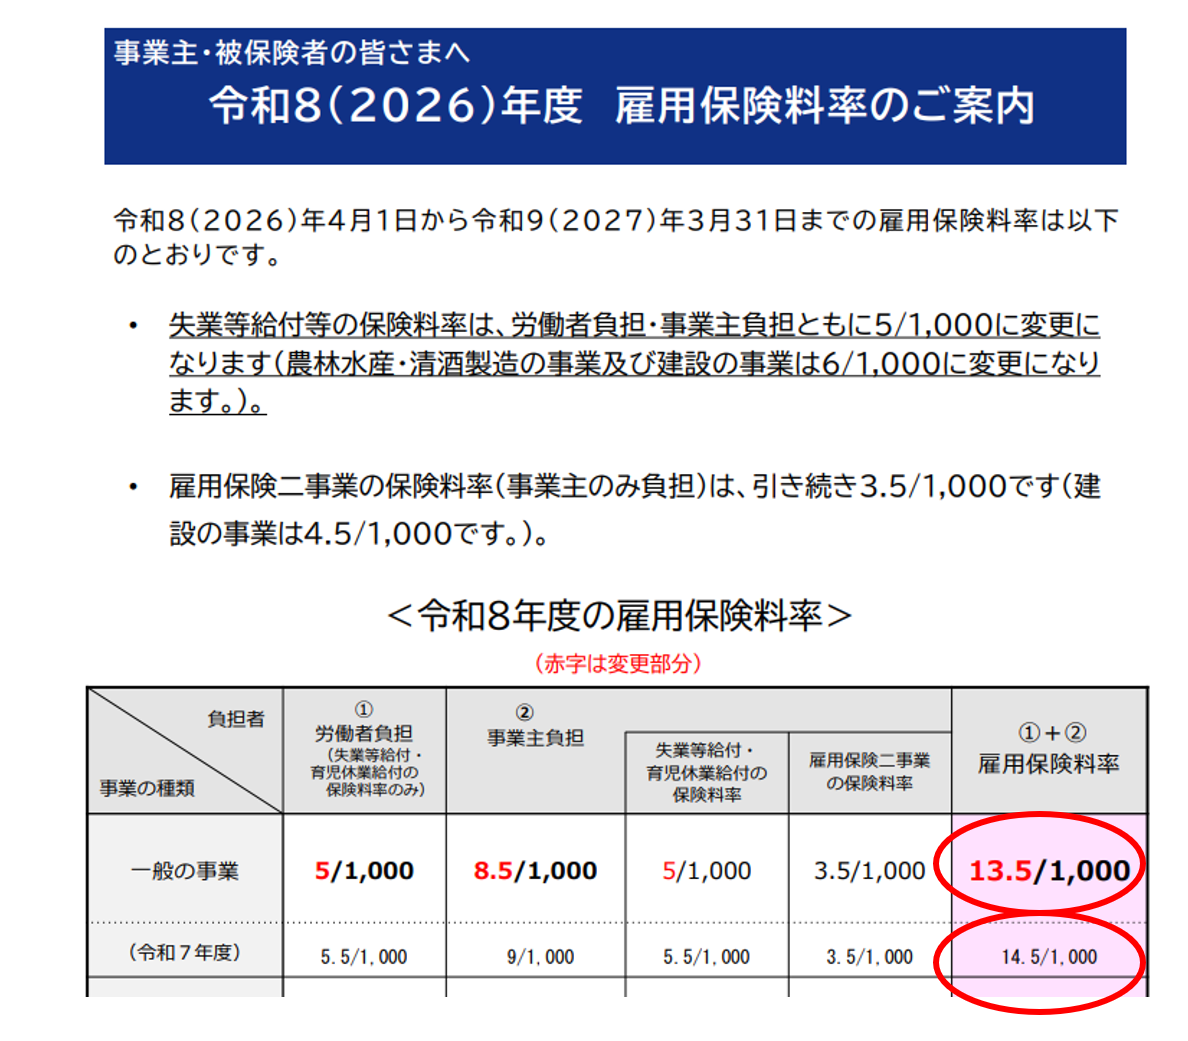 事業主・被保険者の皆さまへ
令和8(2026)年度 雇用保険料率のご案内
令和8(2026)年4月1日から令和9(2027)年3月31日までの雇用保険料率は以下
のとおりです。
• 失業等給付等の保険料率は、労働者負担・事業主負担ともに5/1,000に変更に
なります(農林水産・清酒製造の事業及び建設の事業は6/1,000に変更になり
ます。)。
• 雇用保険二事業の保険料率(事業主のみ負担)は、引き続き3.5/1,000です(建
設の事業は4.5/1,000です。)。
<令和8年度の雇用保険料率>
(赤字は変更部分)
負担者
事業の種類
①
労働者負担
(失業等給付・
育児休業給付の
保険料率のみ)
②
事業主負担
失業等給付・
育児休業給付の
保険料率
雇用保険二事業
の保険料率
①+②
雇用保険料率
一般の事業 5/1,000 8.5/1,000 5/1,000 3.5/1,000 13.5/1,000
(令和7年度) 5.5/1,000 9/1,000 5.5/1,000 3.5/1,000 14.5/1,000